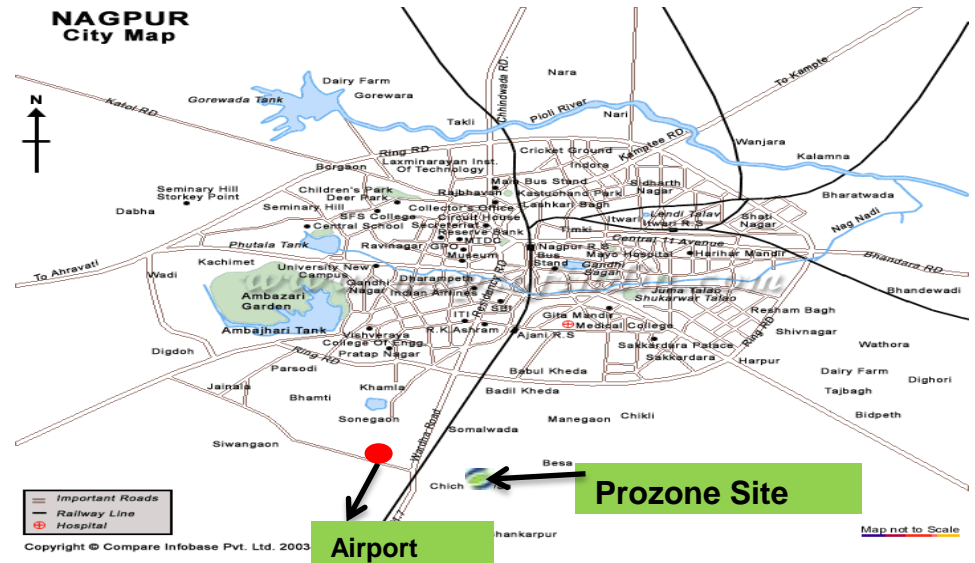 NAGPUR
City Map
N
Nara
Dairy Farm
Gorewara
Gorewada Tank
To Kampte
Katol RD
Chhindwada RD.
Pioli River
Nari
Takli
Kamptee RD.
Wanjara
Kalamna
Ring RD
Cricket Ground
Borgaon
Laxminarayan Inst.
Of Technology
Indora
Main Bus Stand
Sidharth
Nagar
Seminary Hill
Storkey Point
Children's Park
Deer Park
Rajbhavan
Kastuchand Park
Bharatwada
Dabha
Seminary Hill
Collector's Office
Lashkari Bagh
SFS College
Circuit House
Itwari
Lendi Talav
Shati
Nagar
Nag Nadi
Central School
Secreteriat
Reserve Bank
Timki
Itwari R.S
Phutala Tank
Ravinagar
GPO
MTDC
Central 11 Avenue
Nagpur R.S
Museum
Bus
Stand
Mayo Hospital
Harihar Mandir
To Ahravati
Wadi
Kachimet
University New
Campus
Dharampeth
Gandhi
Sagar
Bhandara RD.
Gandhi
Nagar
Indian Airlines
Residency RD
Juma Talao
Shukarwar Talao
Bhandewadi
Ambazari
Garden
SBI
ITI
Gita Mandir
Resham Bagh
Ambajhari Tank
Vishveraya
College Of Engg.
R.K Ashram
Ajani R.S
Medical College
Ring RD
Shivnagar
Digdoh
Ring RD
Pratap Nagar
Sakkardara Palace
Sakkardara
Wathora
Harpur
Parsodi
Babul Kheda
Dairy Farm
Jainala
Khamla
Badil Kheda
Tajbagh
Dighori
Bhamti
Sonegaon
Manegaon
Chikli
Bidpeth
Siwangaon
Wardha Road
Somalwada
Besa
Chich
Prozone Site
Important Roads
Railway Line
Hospital
Airport
hankarpur
Map not to Scale
Copyright © Compare Infobase Pvt. Ltd. 2003